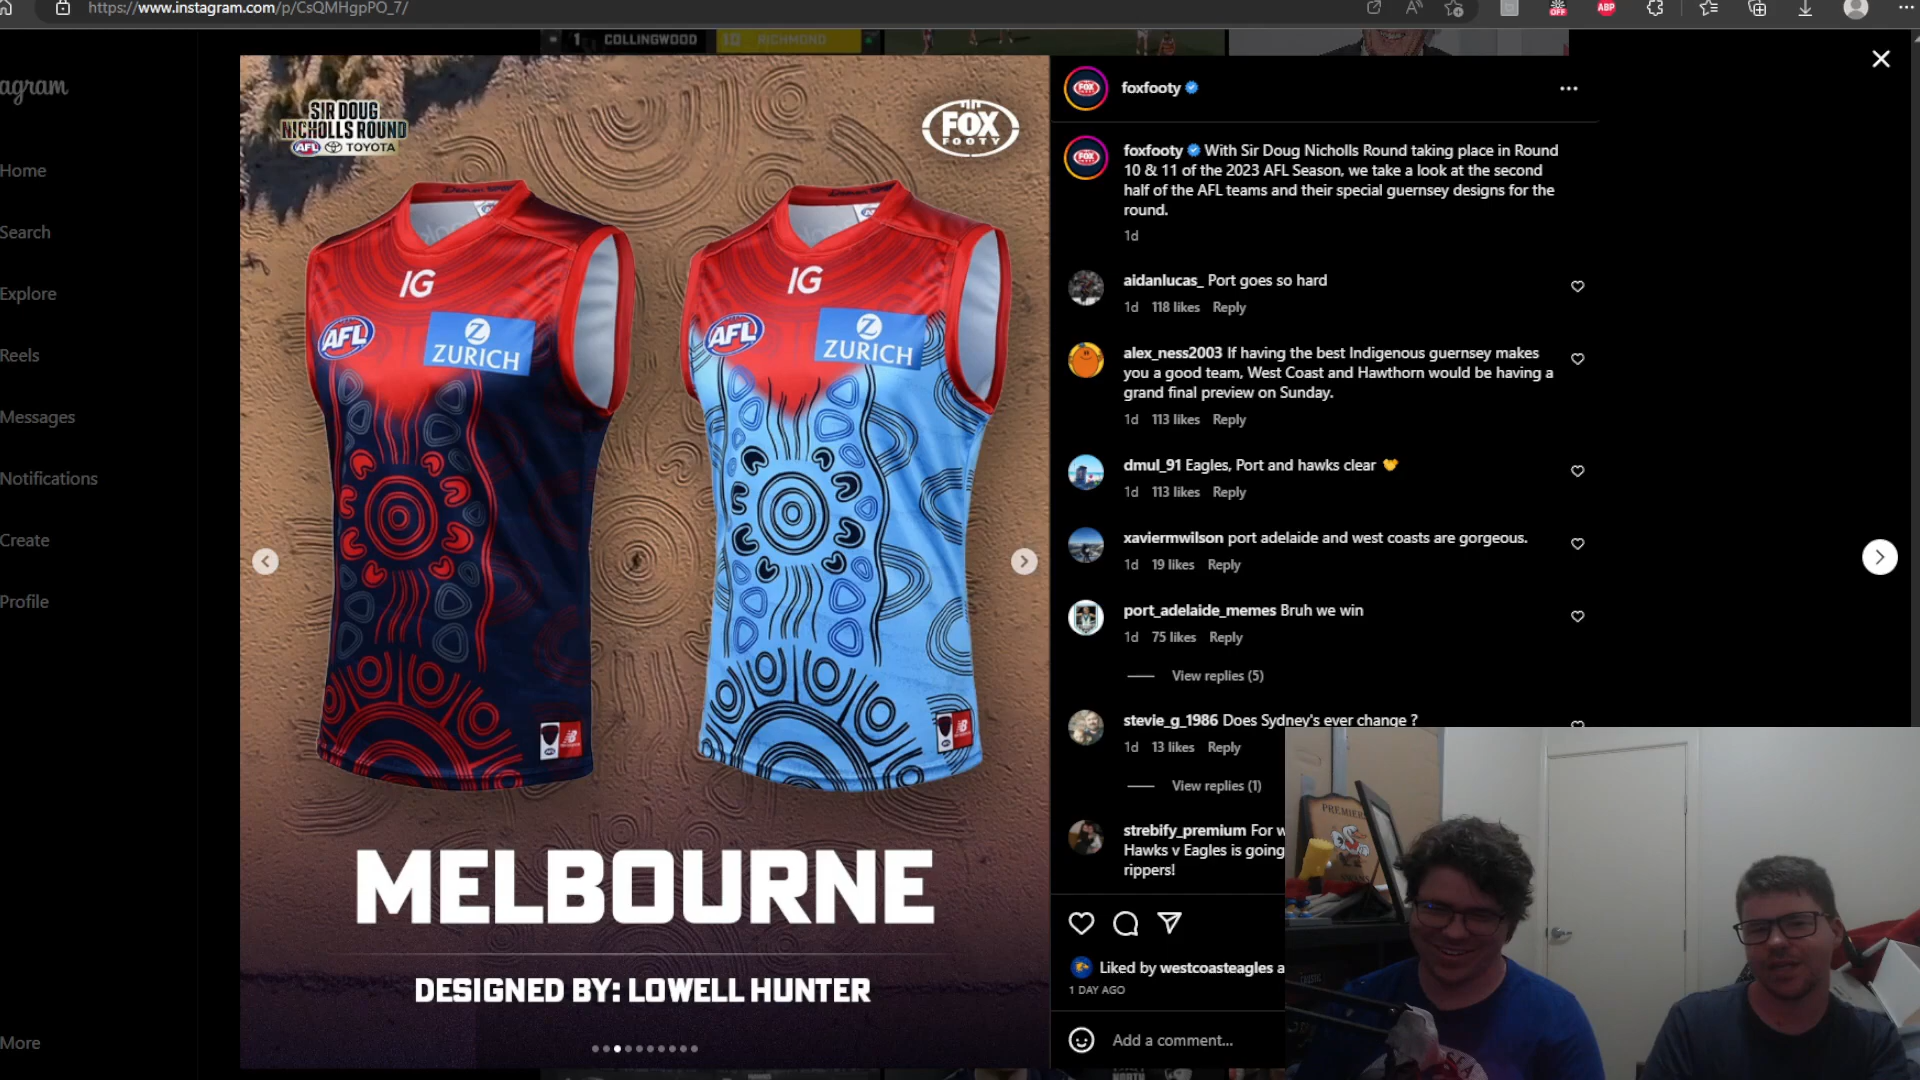 https://www.instagram.com/p/CsQMHgpPO_7/
1 COLLINGWOOD
10 RICHMOND
agram
Home
Search
Explore
Reels
Messages
Notifications
Create
Profile
More
SIR DOUG
NICHOLLS ROUND
AFL TOYOTA
FOX
FOOTY
IG
AFL
Z
ZURICH
IG
AFL
Z
ZURICH
MELBOURNE
DESIGNED BY: LOWELL HUNTER
foxfooty
foxfooty With Sir Doug Nicholls Round taking place in Round
10 & 11 of the 2023 AFL Season, we take a look at the second
half of the AFL teams and their special guernsey designs for the
round.
1d
aidanlucas_ Port goes so hard
1d 118 likes Reply
alex_ness2003 If having the best Indigenous guernsey makes
you a good team, West Coast and Hawthorn would be having a
grand final preview on Sunday.
1d 113 likes Reply
dmul_91 Eagles, Port and hawks clear
1d 113 likes Reply
xaviermwilson port adelaide and west coasts are gorgeous.
1d 19 likes Reply
port_adelaide_memes Bruh we win
1d 75 likes Reply
View replies (5)
stevie_g_1986 Does Sydney's ever change ?
1d 13 likes Reply
View replies (1)
strebify_premium For w
Hawks v Eagles is going
rippers!
Liked by westcoasteagles a
1 DAY AGO
Add a comment...
OFF
ABP
PREMIER
NORTH